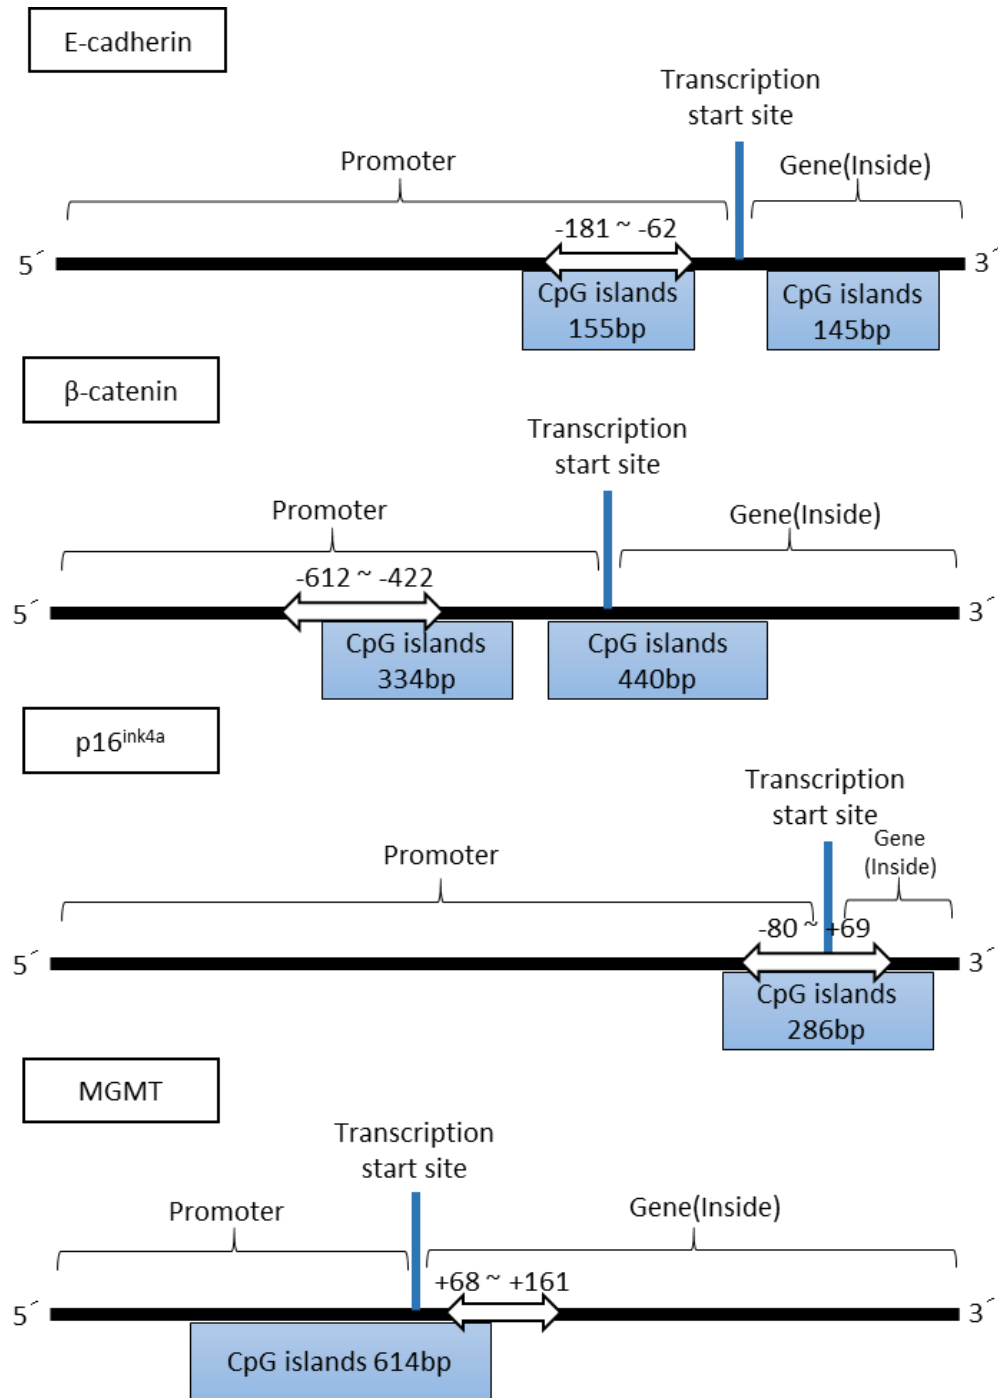 E-cadherin
Transcription
start site
Promoter
Gene(Inside)
-181 ~ -62
5´
3´
CpG islands
155bp
CpG islands
145bp
β-catenin
Transcription
start site
Promoter
Gene(Inside)
-612 ~ -422
5´
3´
CpG islands
334bp
CpG islands
440bp
p16ink4a
Transcription
start site
Promoter
Gene
(Inside)
-80 ~ +69
5´
3´
CpG islands
286bp
MGMT
Transcription
start site
Promoter
Gene(Inside)
+68 ~ +161
5´
3´
CpG islands 614bp